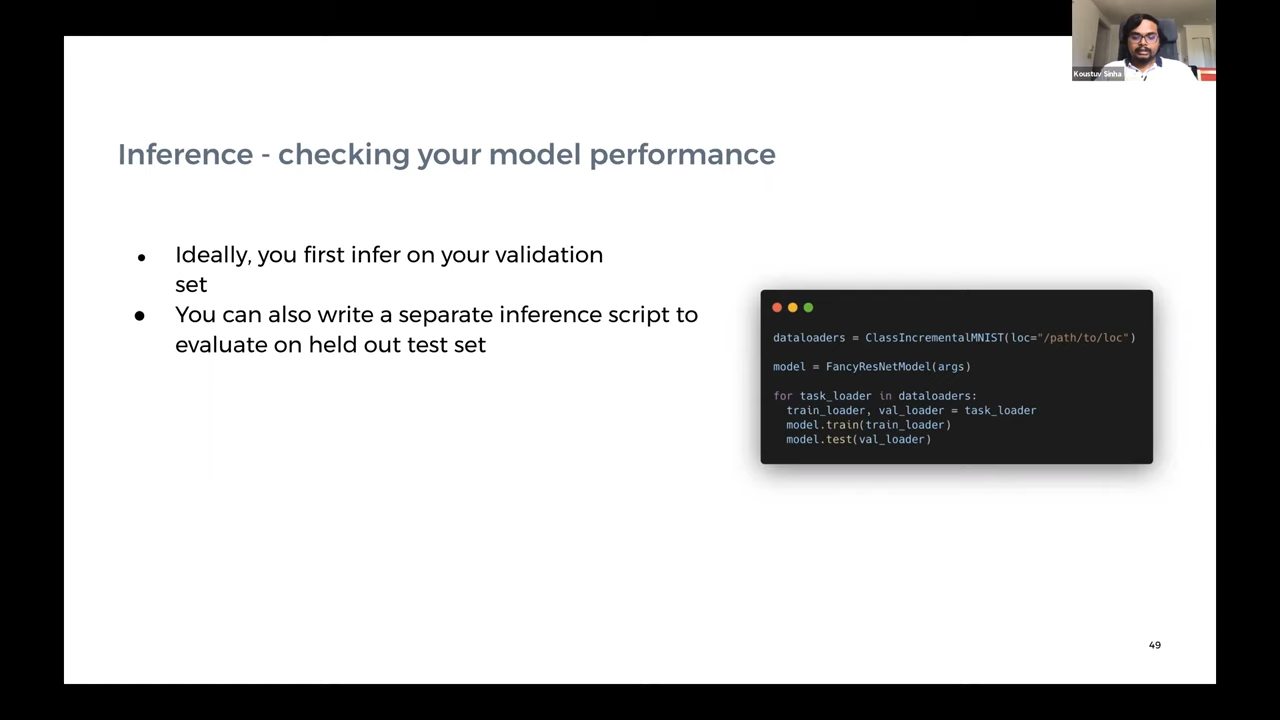 Koustuv Sinha
Inference - checking your model performance
● Ideally, you first infer on your validation
set
● You can also write a separate inference script to
evaluate on held out test set
dataloaders = ClassIncrementalMNIST(loc="/path/to/loc")
model = FancyResNetModel(args)
for task_loader in dataloaders:
train_loader, val_loader = task_loader
model.train(train_loader)
model.test(val_loader)
49